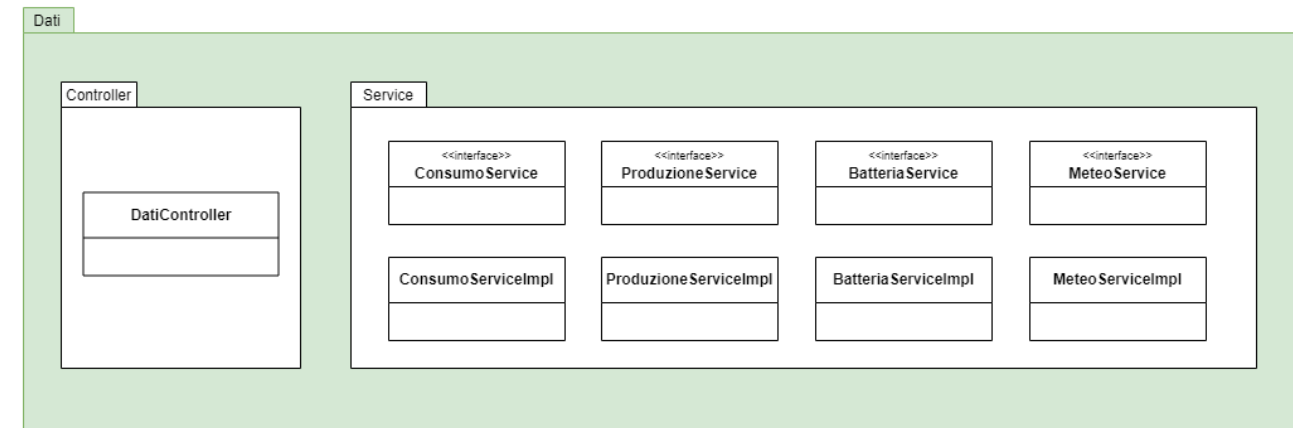 Dati
Controller
Service
<<interface>>
ConsumoService
<<interface>>
ProduzioneService
<<interface>>
BatteriaService
<<interface>>
MeteoService
DatiController
ConsumoServiceImpl
ProduzioneServiceImpl
BatteriaServiceImpl
MeteoServiceImpl